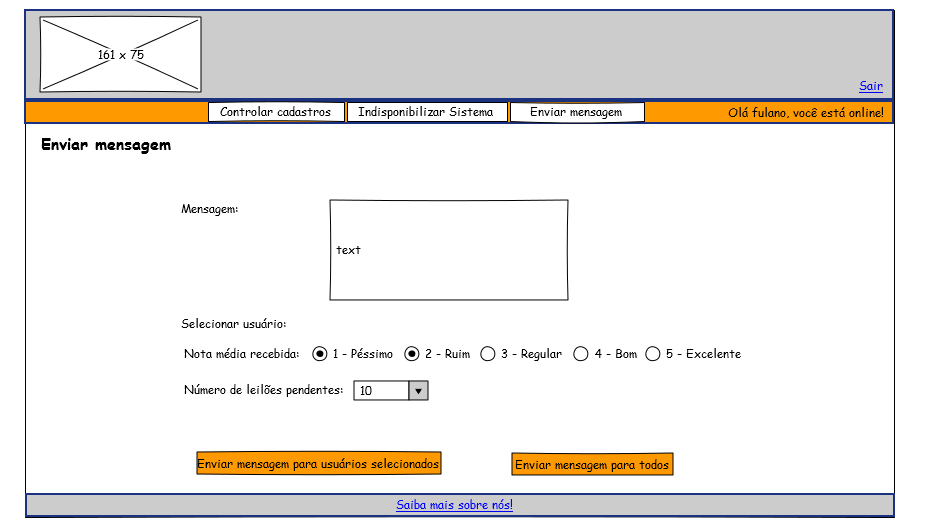 161 x 75
Sair
Controlar cadastros
Indisponibilizar Sistema
Enviar mensagem
Olá fulano, você está online!
Enviar mensagem
Mensagem:
text
Selecionar usuário:
Nota média recebida: 1 - Péssimo 2 - Ruim 3 - Regular 4 - Bom 5 - Excelente
Número de leilões pendentes: 10
Enviar mensagem para usuários selecionados
Enviar mensagem para todos
Saiba mais sobre nós!